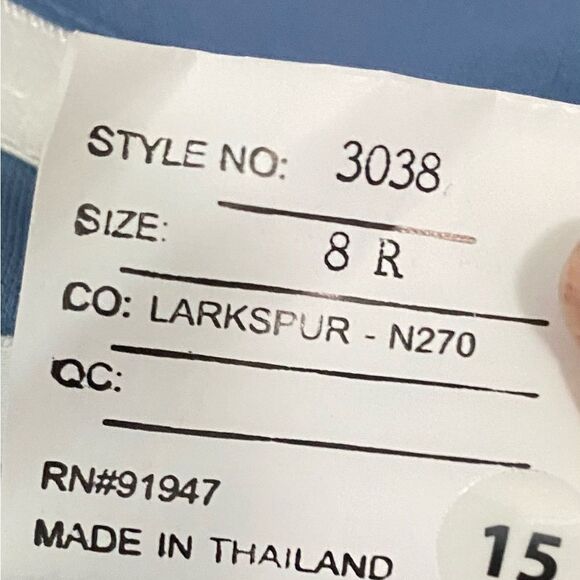 STYLE NO: 3038
SIZE: 8 R
CO: LARKSPUR - N270
QC:
RN#91947
MADE IN THAILAND
15